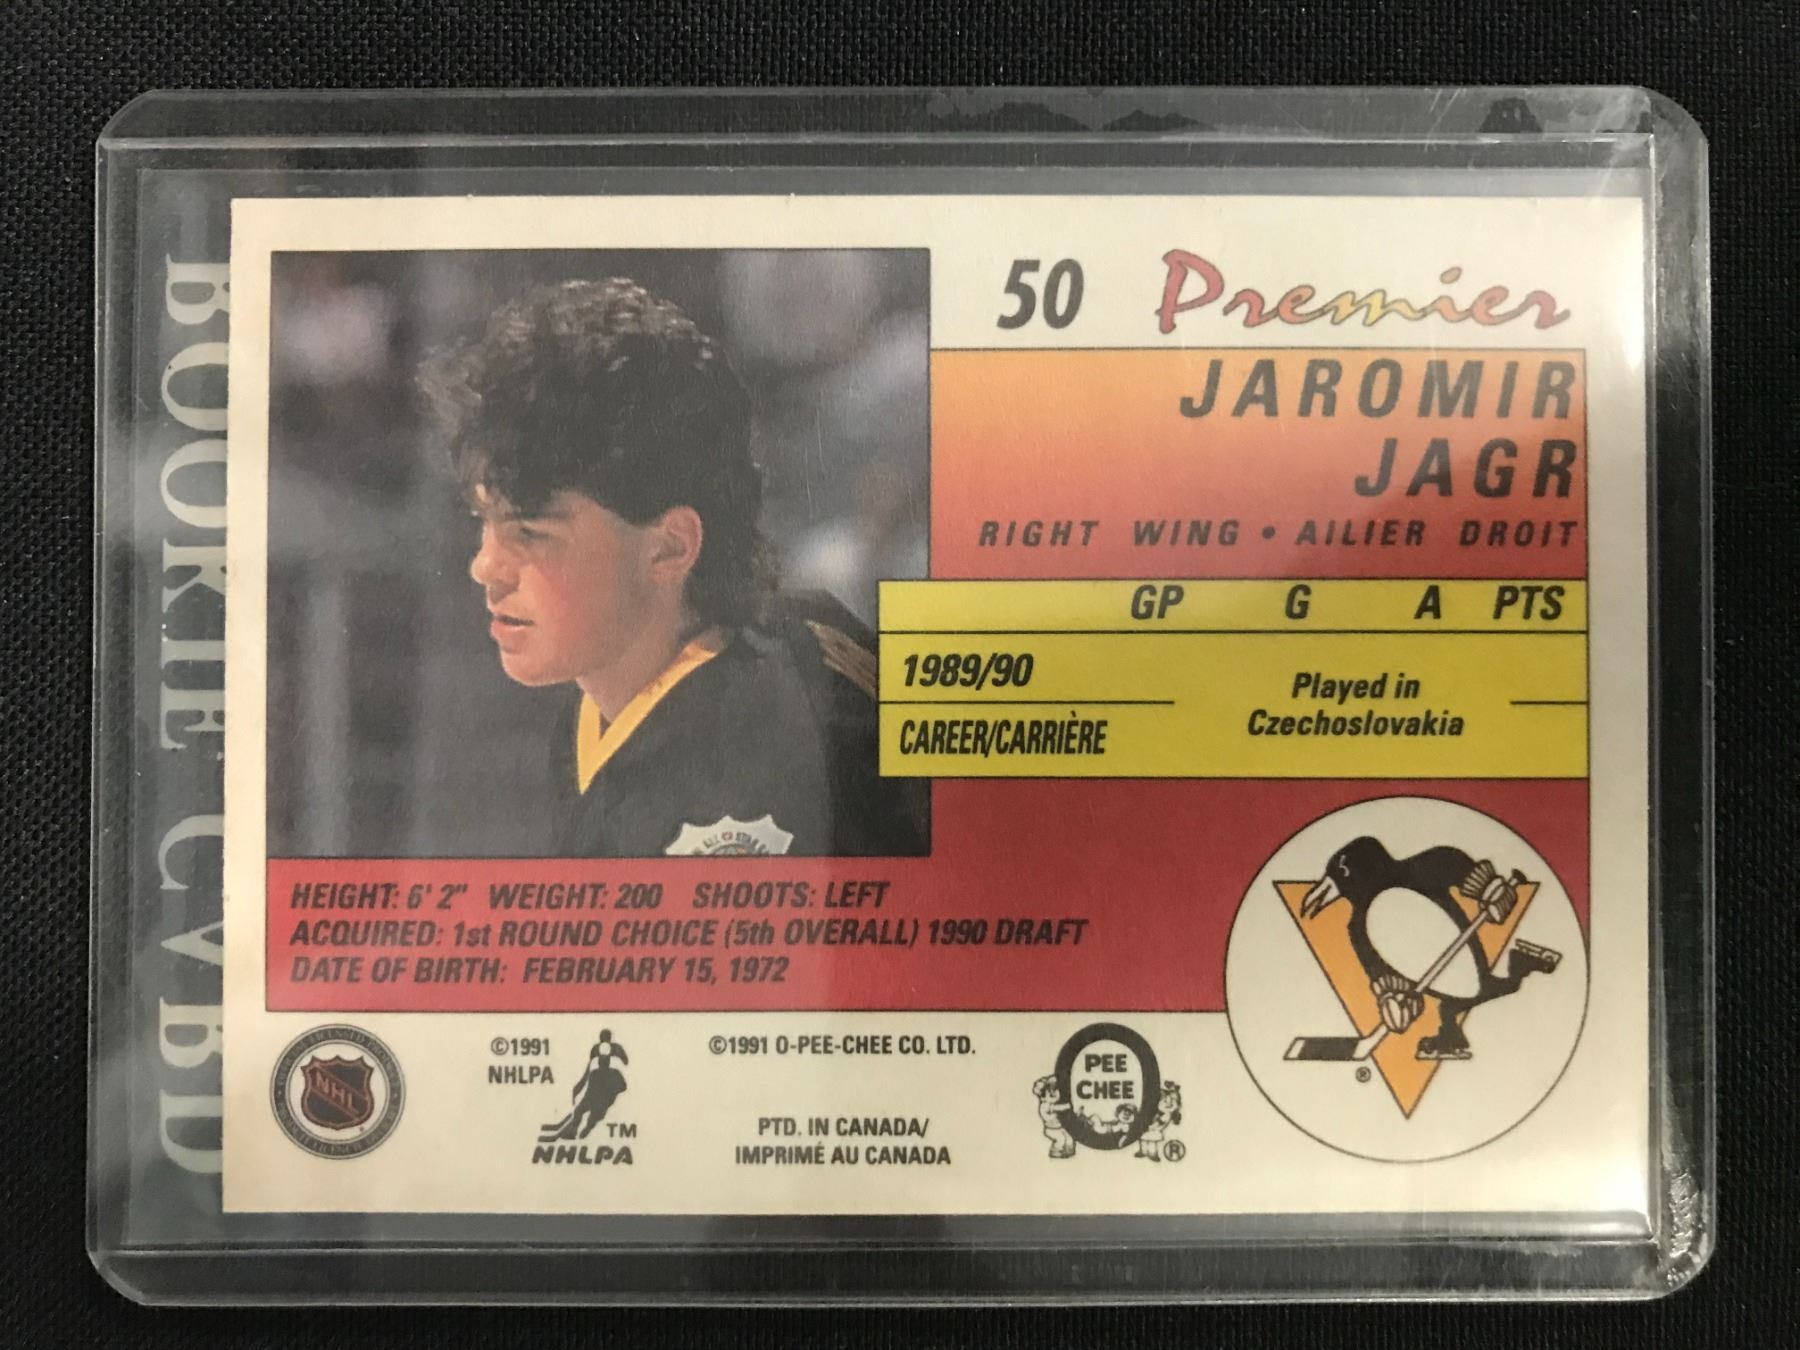 50 Premier
JAROMIR
JAGR
RIGHT WING • AILIER DROIT
GP G A PTS
1989/90
CAREER/CARRIÈRE
Played in
Czechoslovakia
HEIGHT: 6' 2" WEIGHT: 200 SHOOTS: LEFT
ACQUIRED: 1st ROUND CHOICE (5th OVERALL) 1990 DRAFT
DATE OF BIRTH: FEBRUARY 15, 1972
NHL
©1991
NHLPA
TM
NHLPA
©1991 O-PEE-CHEE CO. LTD.
PTD. IN CANADA/
IMPRIMÉ AU CANADA
O
PEE
CHEE
®
®